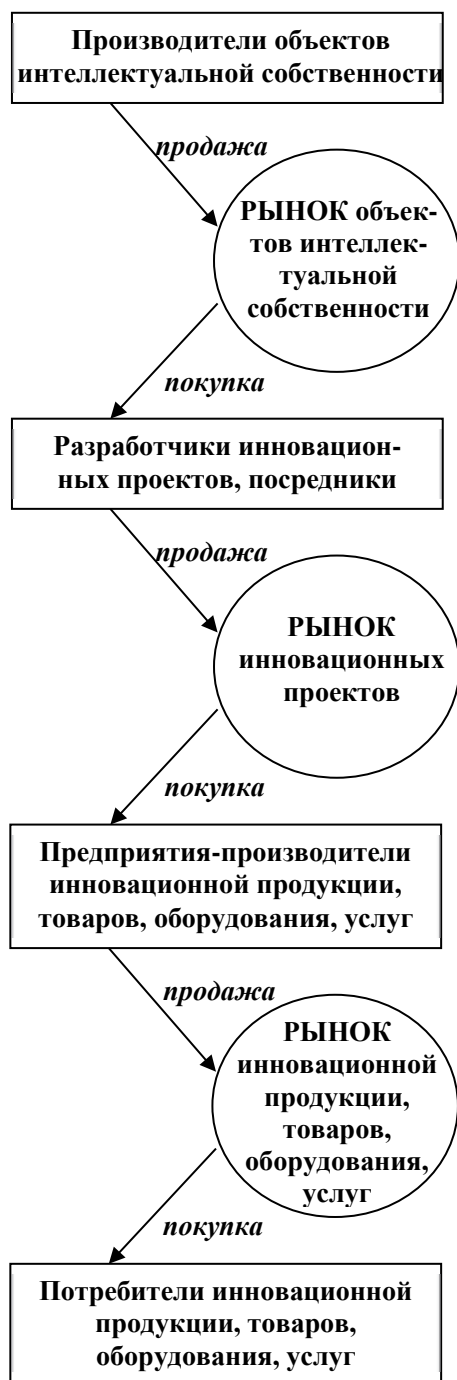 Производители объектов
интеллектуальной собственности
продажа
РЫНОК объек-
тов интеллек-
туальной
собственности
покупка
Разработчики инновацион-
ных проектов, посредники
продажа
РЫНОК
инновационных
проектов
покупка
Предприятия-производители
инновационной продукции,
товаров, оборудования, услуг
продажа
РЫНОК
инновационной
продукции,
товаров,
оборудования,
услуг
покупка
Потребители инновационной
продукции, товаров,
оборудования, услуг